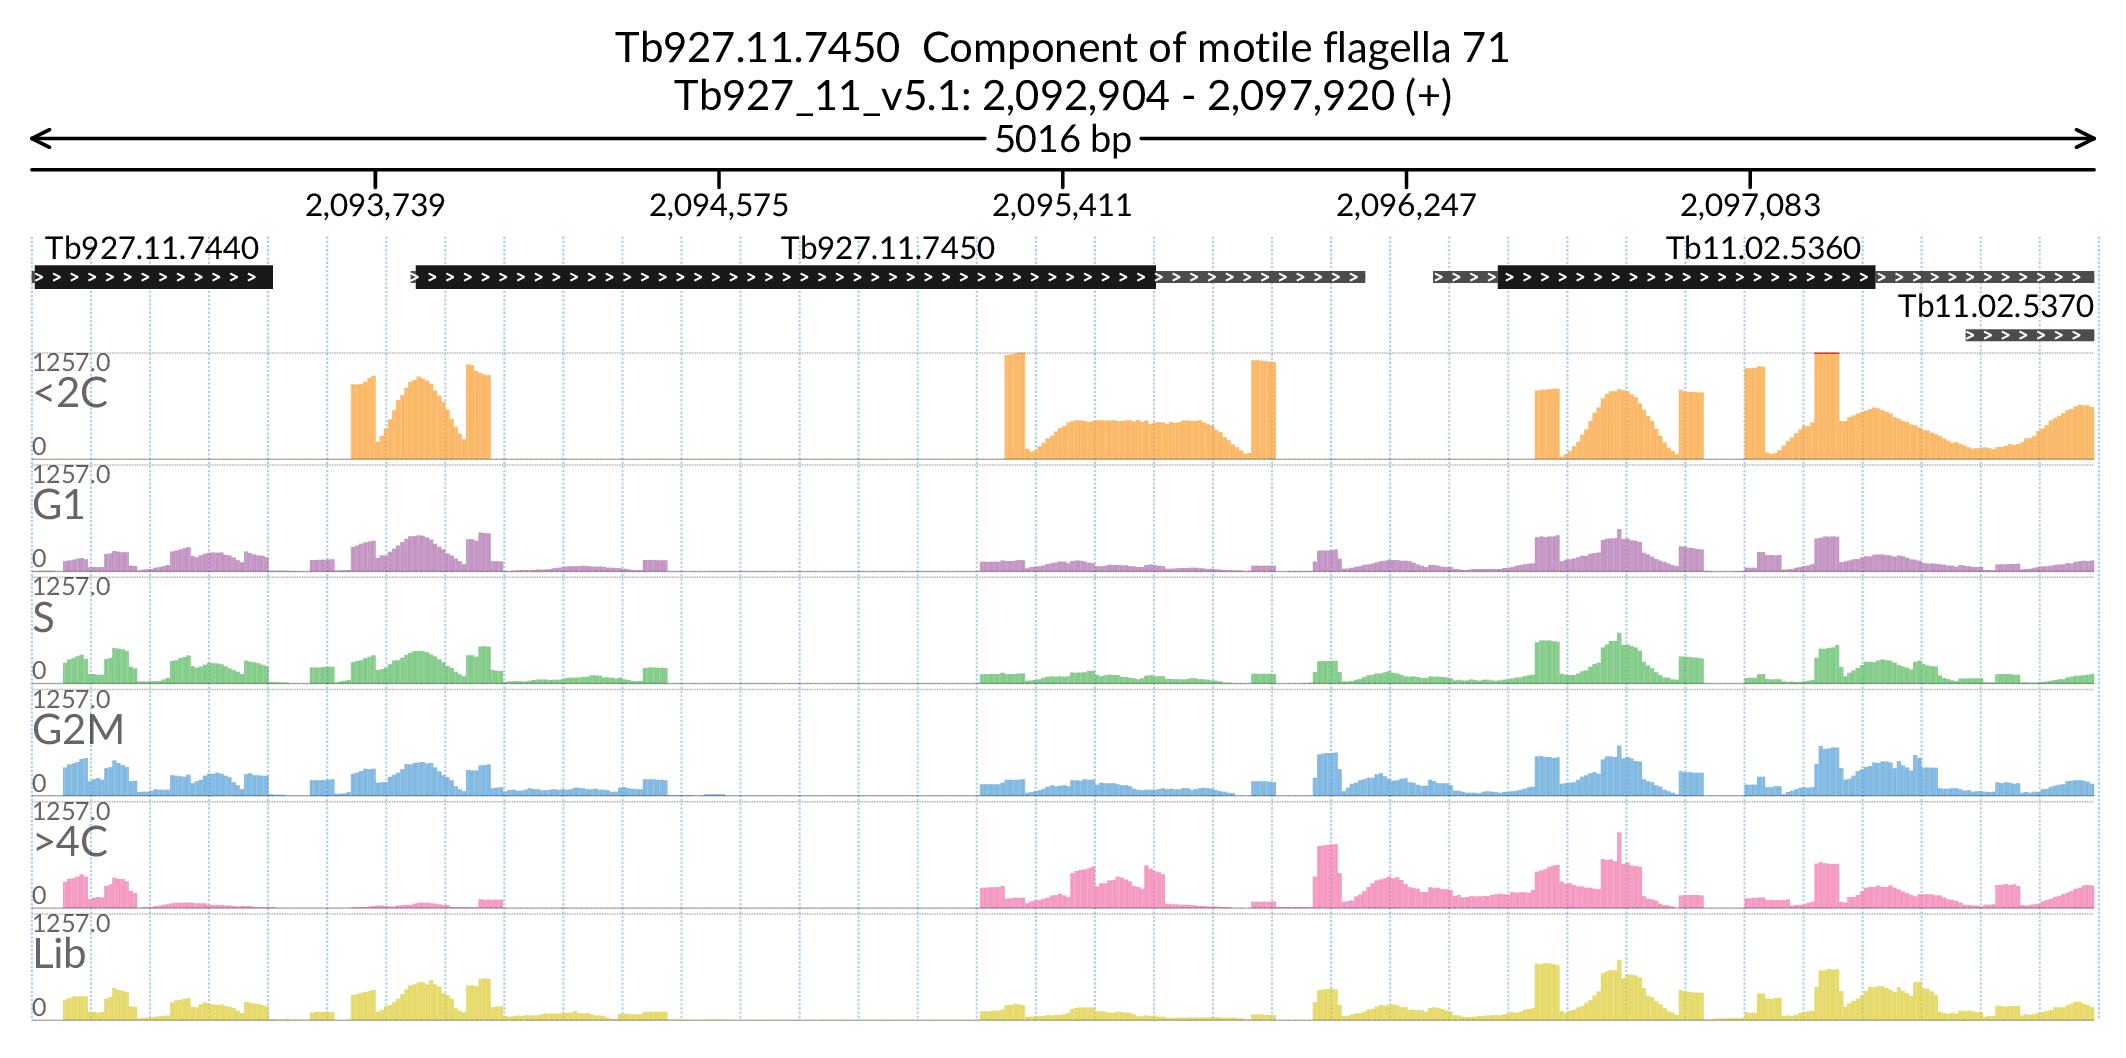 Tb927.11.7450  Component of motile flagella 71
Tb927_11_v5.1: 2,092,904 - 2,097,920 (+)
5016 bp
2,093,739 2,094,575 2,095,411 2,096,247 2,097,083
Tb927.11.7440 Tb927.11.7450 Tb11.02.5360
Tb11.02.5370
1257.0
<2C
0
1257.0
G1
0
1257.0
S
0
1257.0
G2M
0
1257.0
>4C
0
1257.0
Lib
0